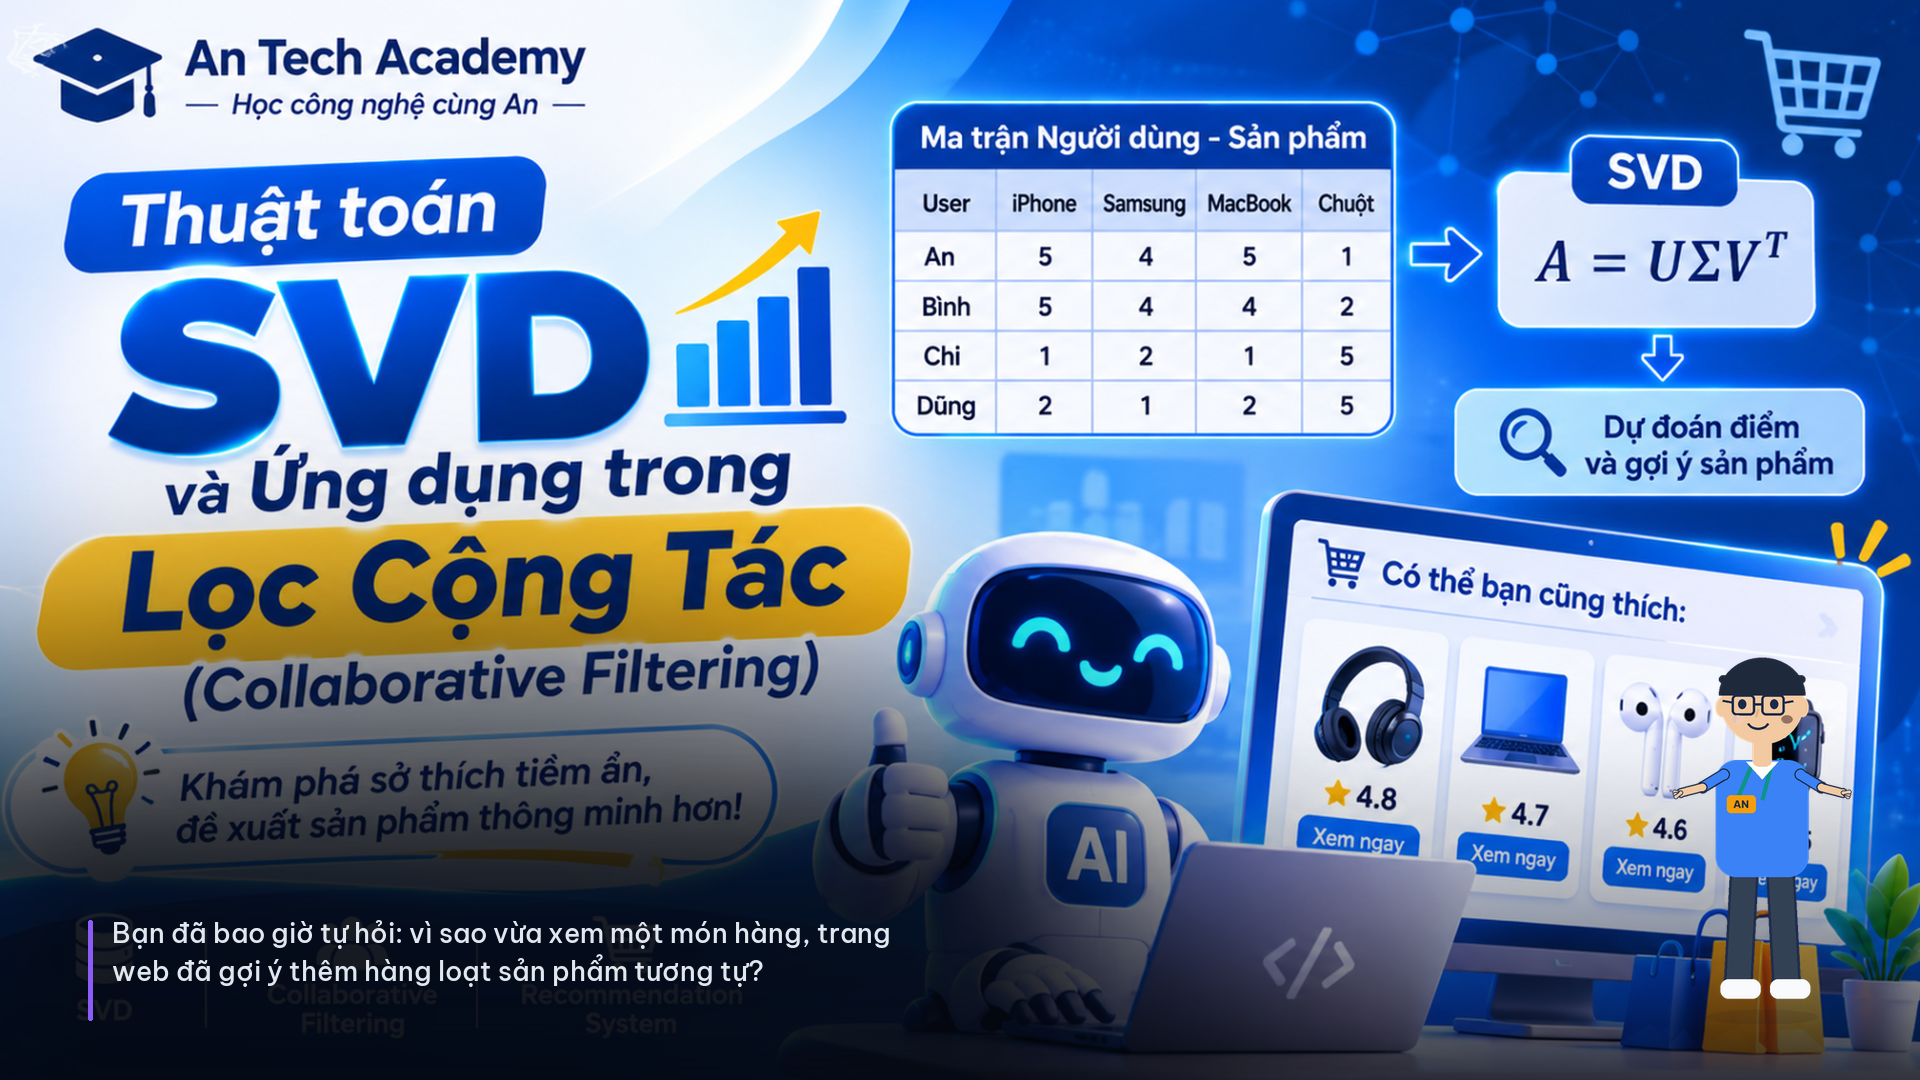 An Tech Academy
Học công nghệ cùng An
Thuật toán
SVD
và Ứng dụng trong
Lọc Cộng Tác
(Collaborative Filtering)
Khám phá sở thích tiềm ẩn,
đề xuất sản phẩm thông minh hơn!
Ma trận Người dùng - Sản phẩm
User iPhone Samsung MacBook Chuột
An 5 4 5 1
Bình 5 4 4 2
Chi 1 2 1 5
Dũng 2 1 2 5
SVD
A = UΣV^T
Dự đoán điểm
và gợi ý sản phẩm
Có thể bạn cũng thích:
4.8 4.7 4.6
Xem ngay Xem ngay Xem ngay
AN
AI
</>
Bạn đã bao giờ tự hỏi: vì sao vừa xem một món hàng, trang
web đã gợi ý thêm hàng loạt sản phẩm tương tự?
SVD
Collaborative
Filtering
Recommendation
System